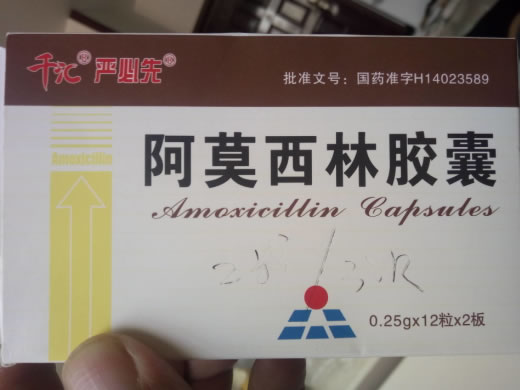 千汇® 严必先®
批准文号：国药准字H14023589
Amoxicillin
阿莫西林胶囊
Amoxicillin Capsules
0.25gx12粒x2板